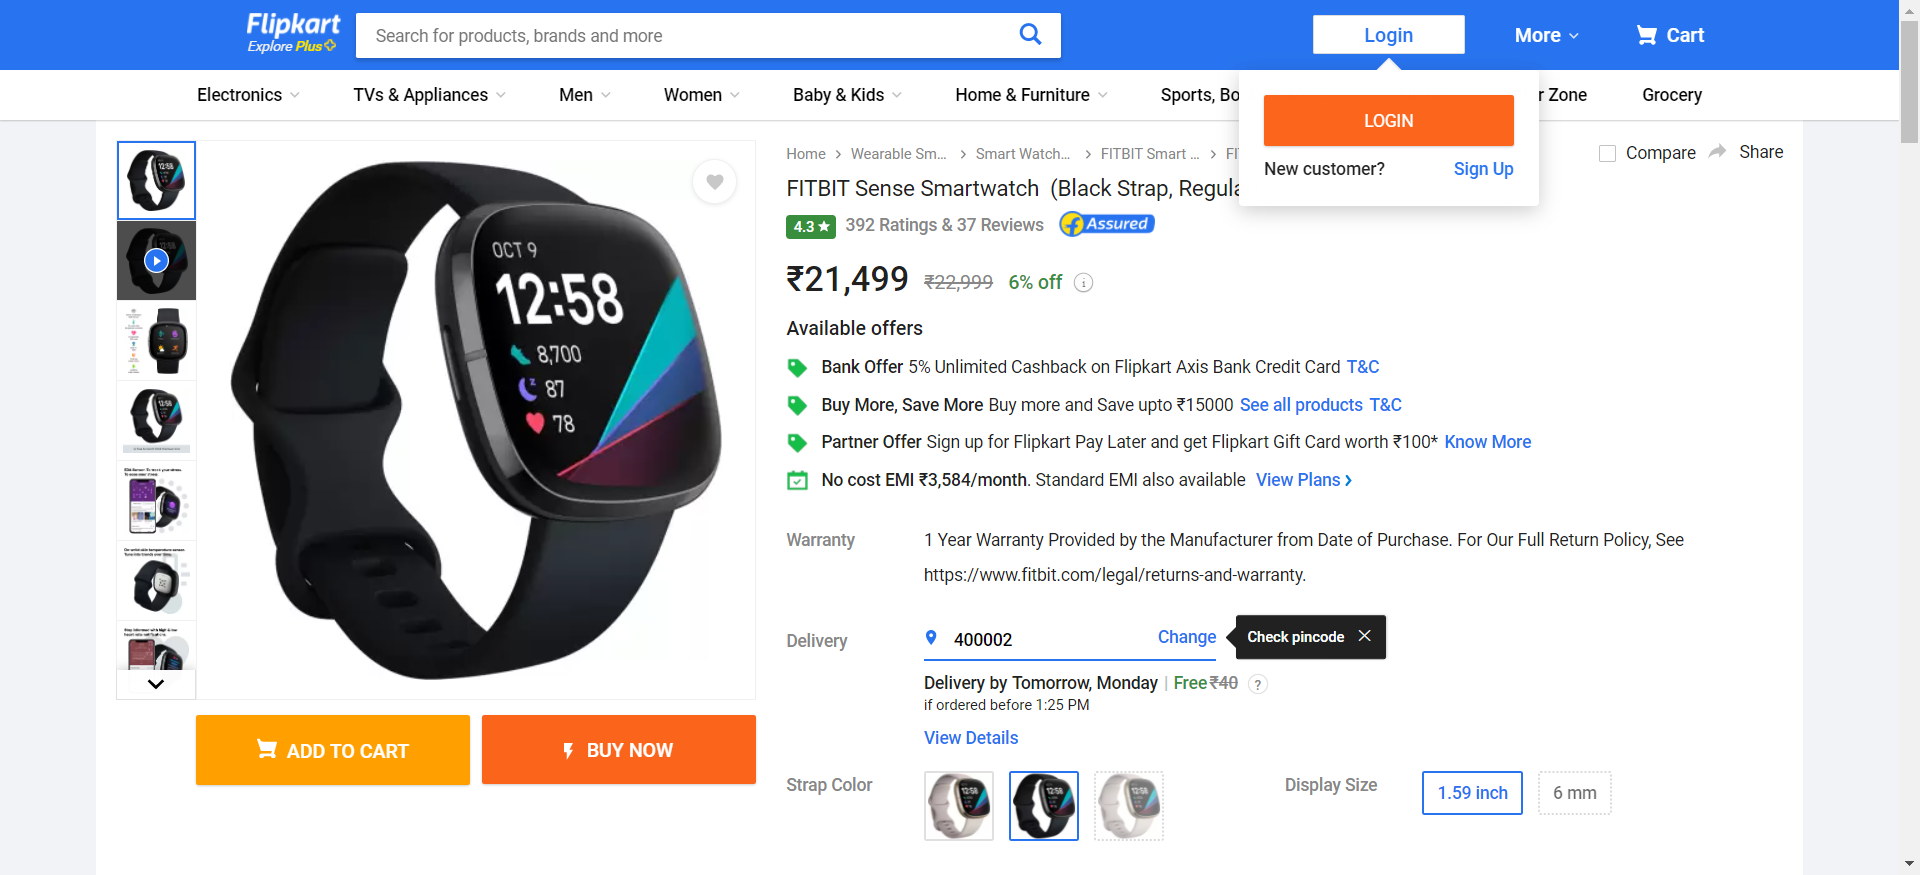 Flipkart
Explore Plus
Search for products, brands and more
Login
More
Cart
Electronics
TVs & Appliances
Men
Women
Baby & Kids
Home & Furniture
Sports, Bo
r Zone
Grocery
LOGIN
New customer? Sign Up
Home
Wearable Sm...
Smart Watch...
FITBIT Smart ...
FI
Compare
Share
FITBIT Sense Smartwatch (Black Strap, Regula
4.3 ★
392 Ratings & 37 Reviews
Assured
₹21,499 ₹22,999 6% off
Available offers
Bank Offer 5% Unlimited Cashback on Flipkart Axis Bank Credit Card T&C
Buy More, Save More Buy more and Save upto ₹15000 See all products T&C
Partner Offer Sign up for Flipkart Pay Later and get Flipkart Gift Card worth ₹100* Know More
No cost EMI ₹3,584/month. Standard EMI also available View Plans
OCT 9
12:58
8,700
87
78
ADD TO CART
BUY NOW
Warranty
1 Year Warranty Provided by the Manufacturer from Date of Purchase. For Our Full Return Policy, See
https://www.fitbit.com/legal/returns-and-warranty.
Delivery
400002
Change
Check pincode
Delivery by Tomorrow, Monday | Free ₹40 ?
if ordered before 1:25 PM
View Details
Strap Color
12:58
12:58
12:58
Display Size
1.59 inch
6 mm